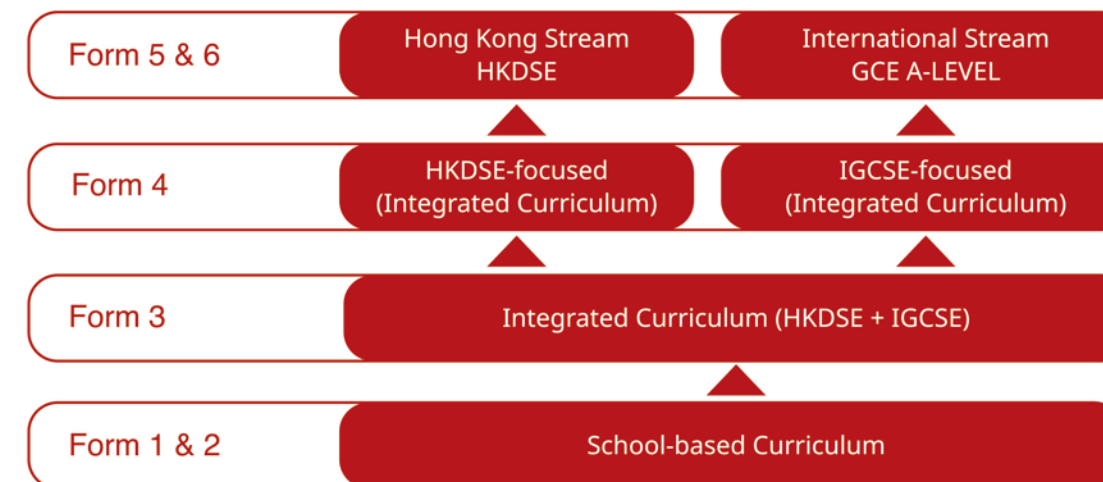 Form 5 & 6
Hong Kong Stream
HKDSE
International Stream
GCE A-LEVEL
Form 4
HKDSE-focused
(Integrated Curriculum)
IGCSE-focused
(Integrated Curriculum)
Form 3
Integrated Curriculum (HKDSE + IGCSE)
Form 1 & 2
School-based Curriculum